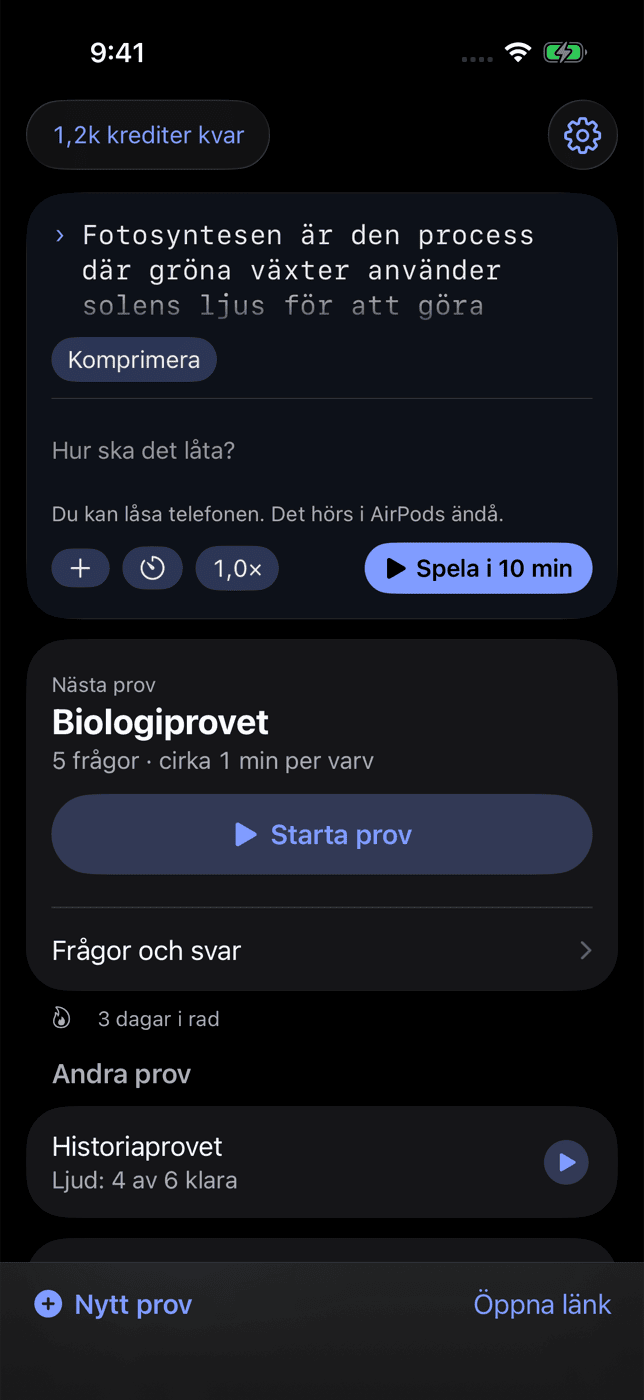 9:41
1,2k krediter kvar
› Fotosyntesen är den process
där gröna växter använder
solens ljus för att göra
Komprimera
Hur ska det låta?
Du kan låsa telefonen. Det hörs i AirPods ändå.
1,0×
Spela i 10 min
Nästa prov
Biologiprovet
5 frågor · cirka 1 min per varv
Starta prov
Frågor och svar
3 dagar i rad
Andra prov
Historiaprovet
Ljud: 4 av 6 klara
Nytt prov
Öppna länk